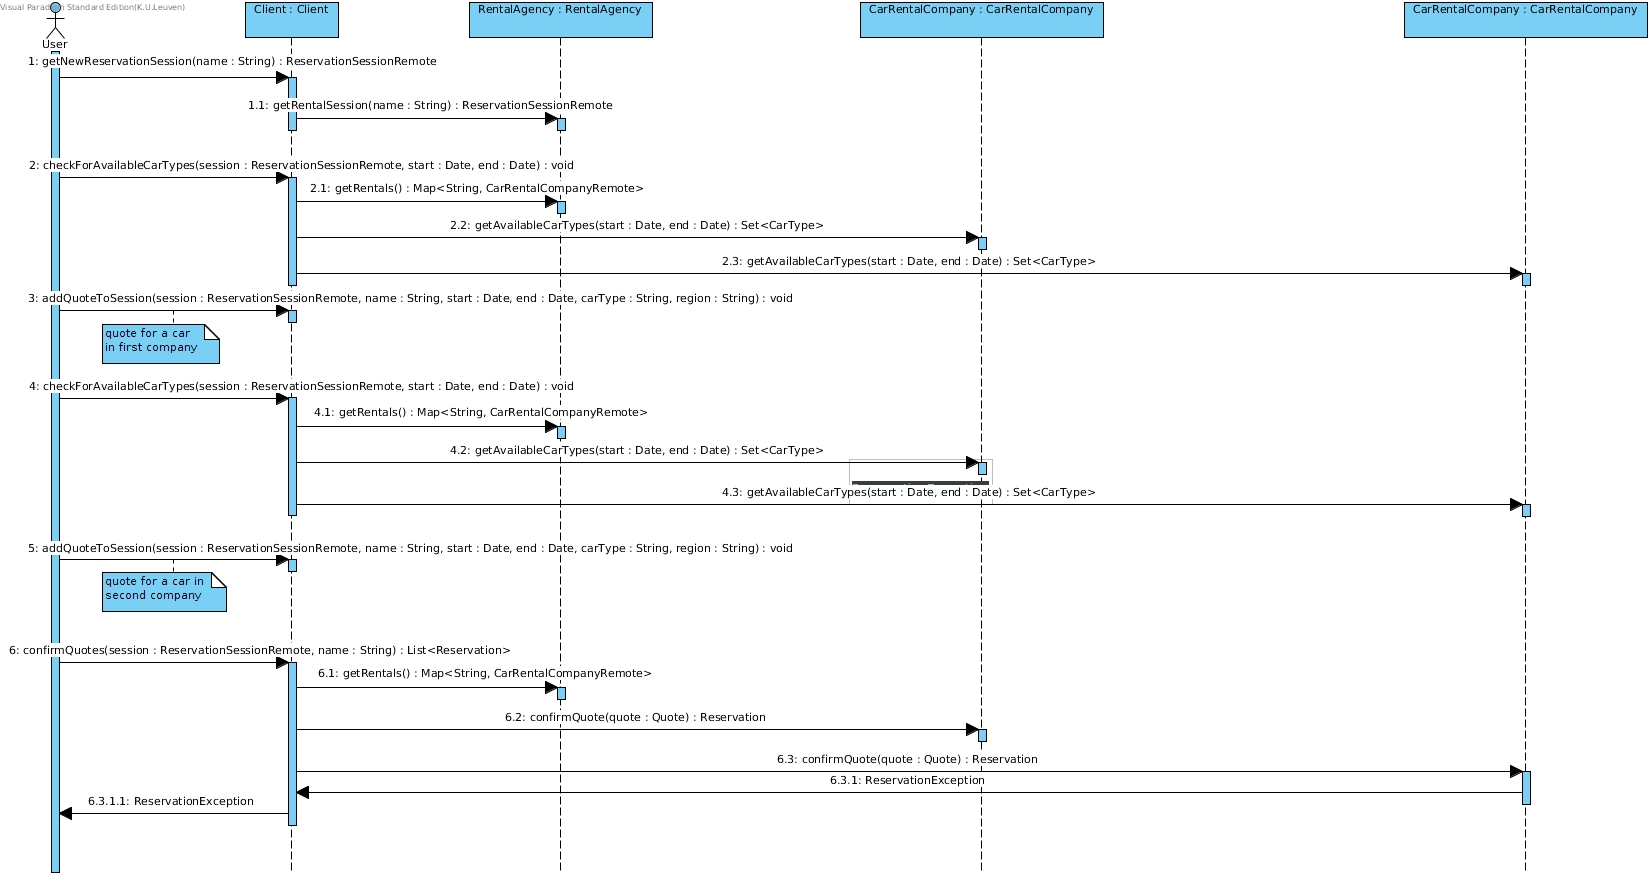 Visual Paradigm Standard Edition(K.U.Leuven)
User
Client : Client
RentalAgency : RentalAgency
CarRentalCompany : CarRentalCompany
CarRentalCompany : CarRentalCompany
1: getNewReservationSession(name : String) : ReservationSessionRemote
1.1: getRentalSession(name : String) : ReservationSessionRemote
2: checkForAvailableCarTypes(session : ReservationSessionRemote, start : Date, end : Date) : void
2.1: getRentals() : Map<String, CarRentalCompanyRemote>
2.2: getAvailableCarTypes(start : Date, end : Date) : Set<CarType>
2.3: getAvailableCarTypes(start : Date, end : Date) : Set<CarType>
3: addQuoteToSession(session : ReservationSessionRemote, name : String, start : Date, end : Date, carType : String, region : String) : void
quote for a car
in first company
4: checkForAvailableCarTypes(session : ReservationSessionRemote, start : Date, end : Date) : void
4.1: getRentals() : Map<String, CarRentalCompanyRemote>
4.2: getAvailableCarTypes(start : Date, end : Date) : Set<CarType>
4.3: getAvailableCarTypes(start : Date, end : Date) : Set<CarType>
5: addQuoteToSession(session : ReservationSessionRemote, name : String, start : Date, end : Date, carType : String, region : String) : void
quote for a car in
second company
6: confirmQuotes(session : ReservationSessionRemote, name : String) : List<Reservation>
6.1: getRentals() : Map<String, CarRentalCompanyRemote>
6.2: confirmQuote(quote : Quote) : Reservation
6.3: confirmQuote(quote : Quote) : Reservation
6.3.1: ReservationException
6.3.1.1: ReservationException